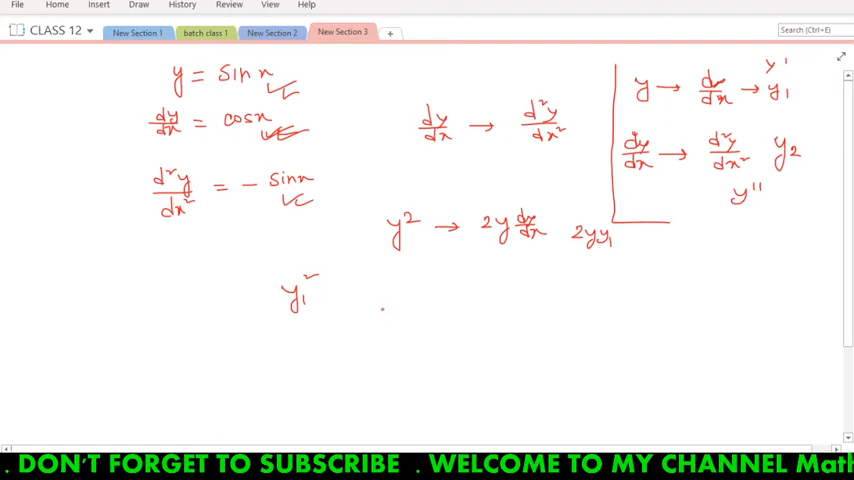 File Home Insert Draw History Review View Help
CLASS 12 New Section 1 batch class 1 New Section 2 New Section 3 +
Search (Ctrl+E)
y = sin x
dy/dx = cosx
d²y/dx² = - sinx
dy/dx → d²y/dx²
y → dy/dx → y₁ y'
dy/dx → d²y/dx² y₂
y''
y² → 2y dy/dx 2yy₁
y₁²
. DON'T FORGET TO SUBSCRIBE . WELCOME TO MY CHANNEL Math